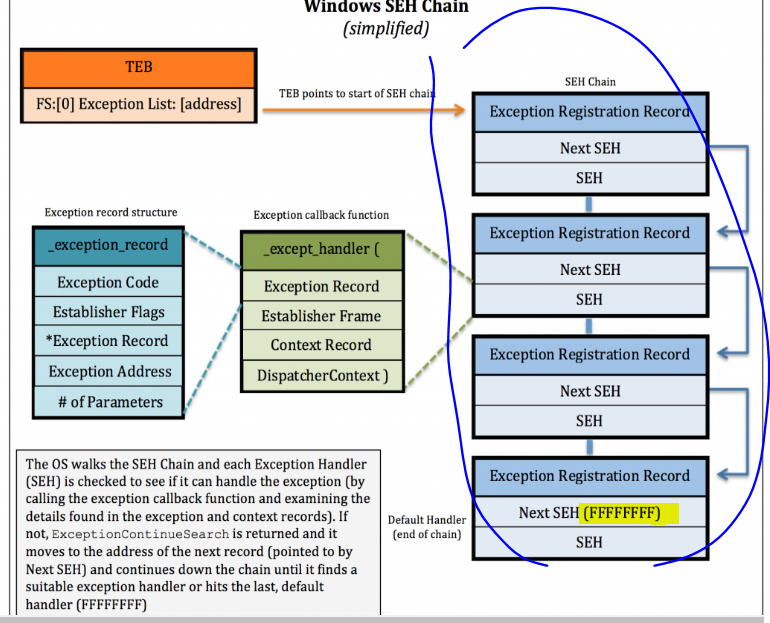 Windows SEH Chain
(simplified)
TEB
FS:[0] Exception List: [address]
TEB points to start of SEH chain
SEH Chain
Exception Registration Record
Next SEH
SEH
Exception Registration Record
Next SEH
SEH
Exception Registration Record
Next SEH
SEH
Exception Registration Record
Next SEH (FFFFFFFF)
SEH
Default Handler
(end of chain)
Exception record structure
_exception_record
Exception Code
Establisher Flags
*Exception Record
Exception Address
# of Parameters
Exception callback function
_except_handler (
Exception Record
Establisher Frame
Context Record
DispatcherContext )
The OS walks the SEH Chain and each Exception Handler
(SEH) is checked to see if it can handle the exception (by
calling the exception callback function and examining the
details found in the exception and context records). If
not, ExceptionContinueSearch is returned and it
moves to the address of the next record (pointed to by
Next SEH) and continues down the chain until it finds a
suitable exception handler or hits the last, default
handler (FFFFFFFF)